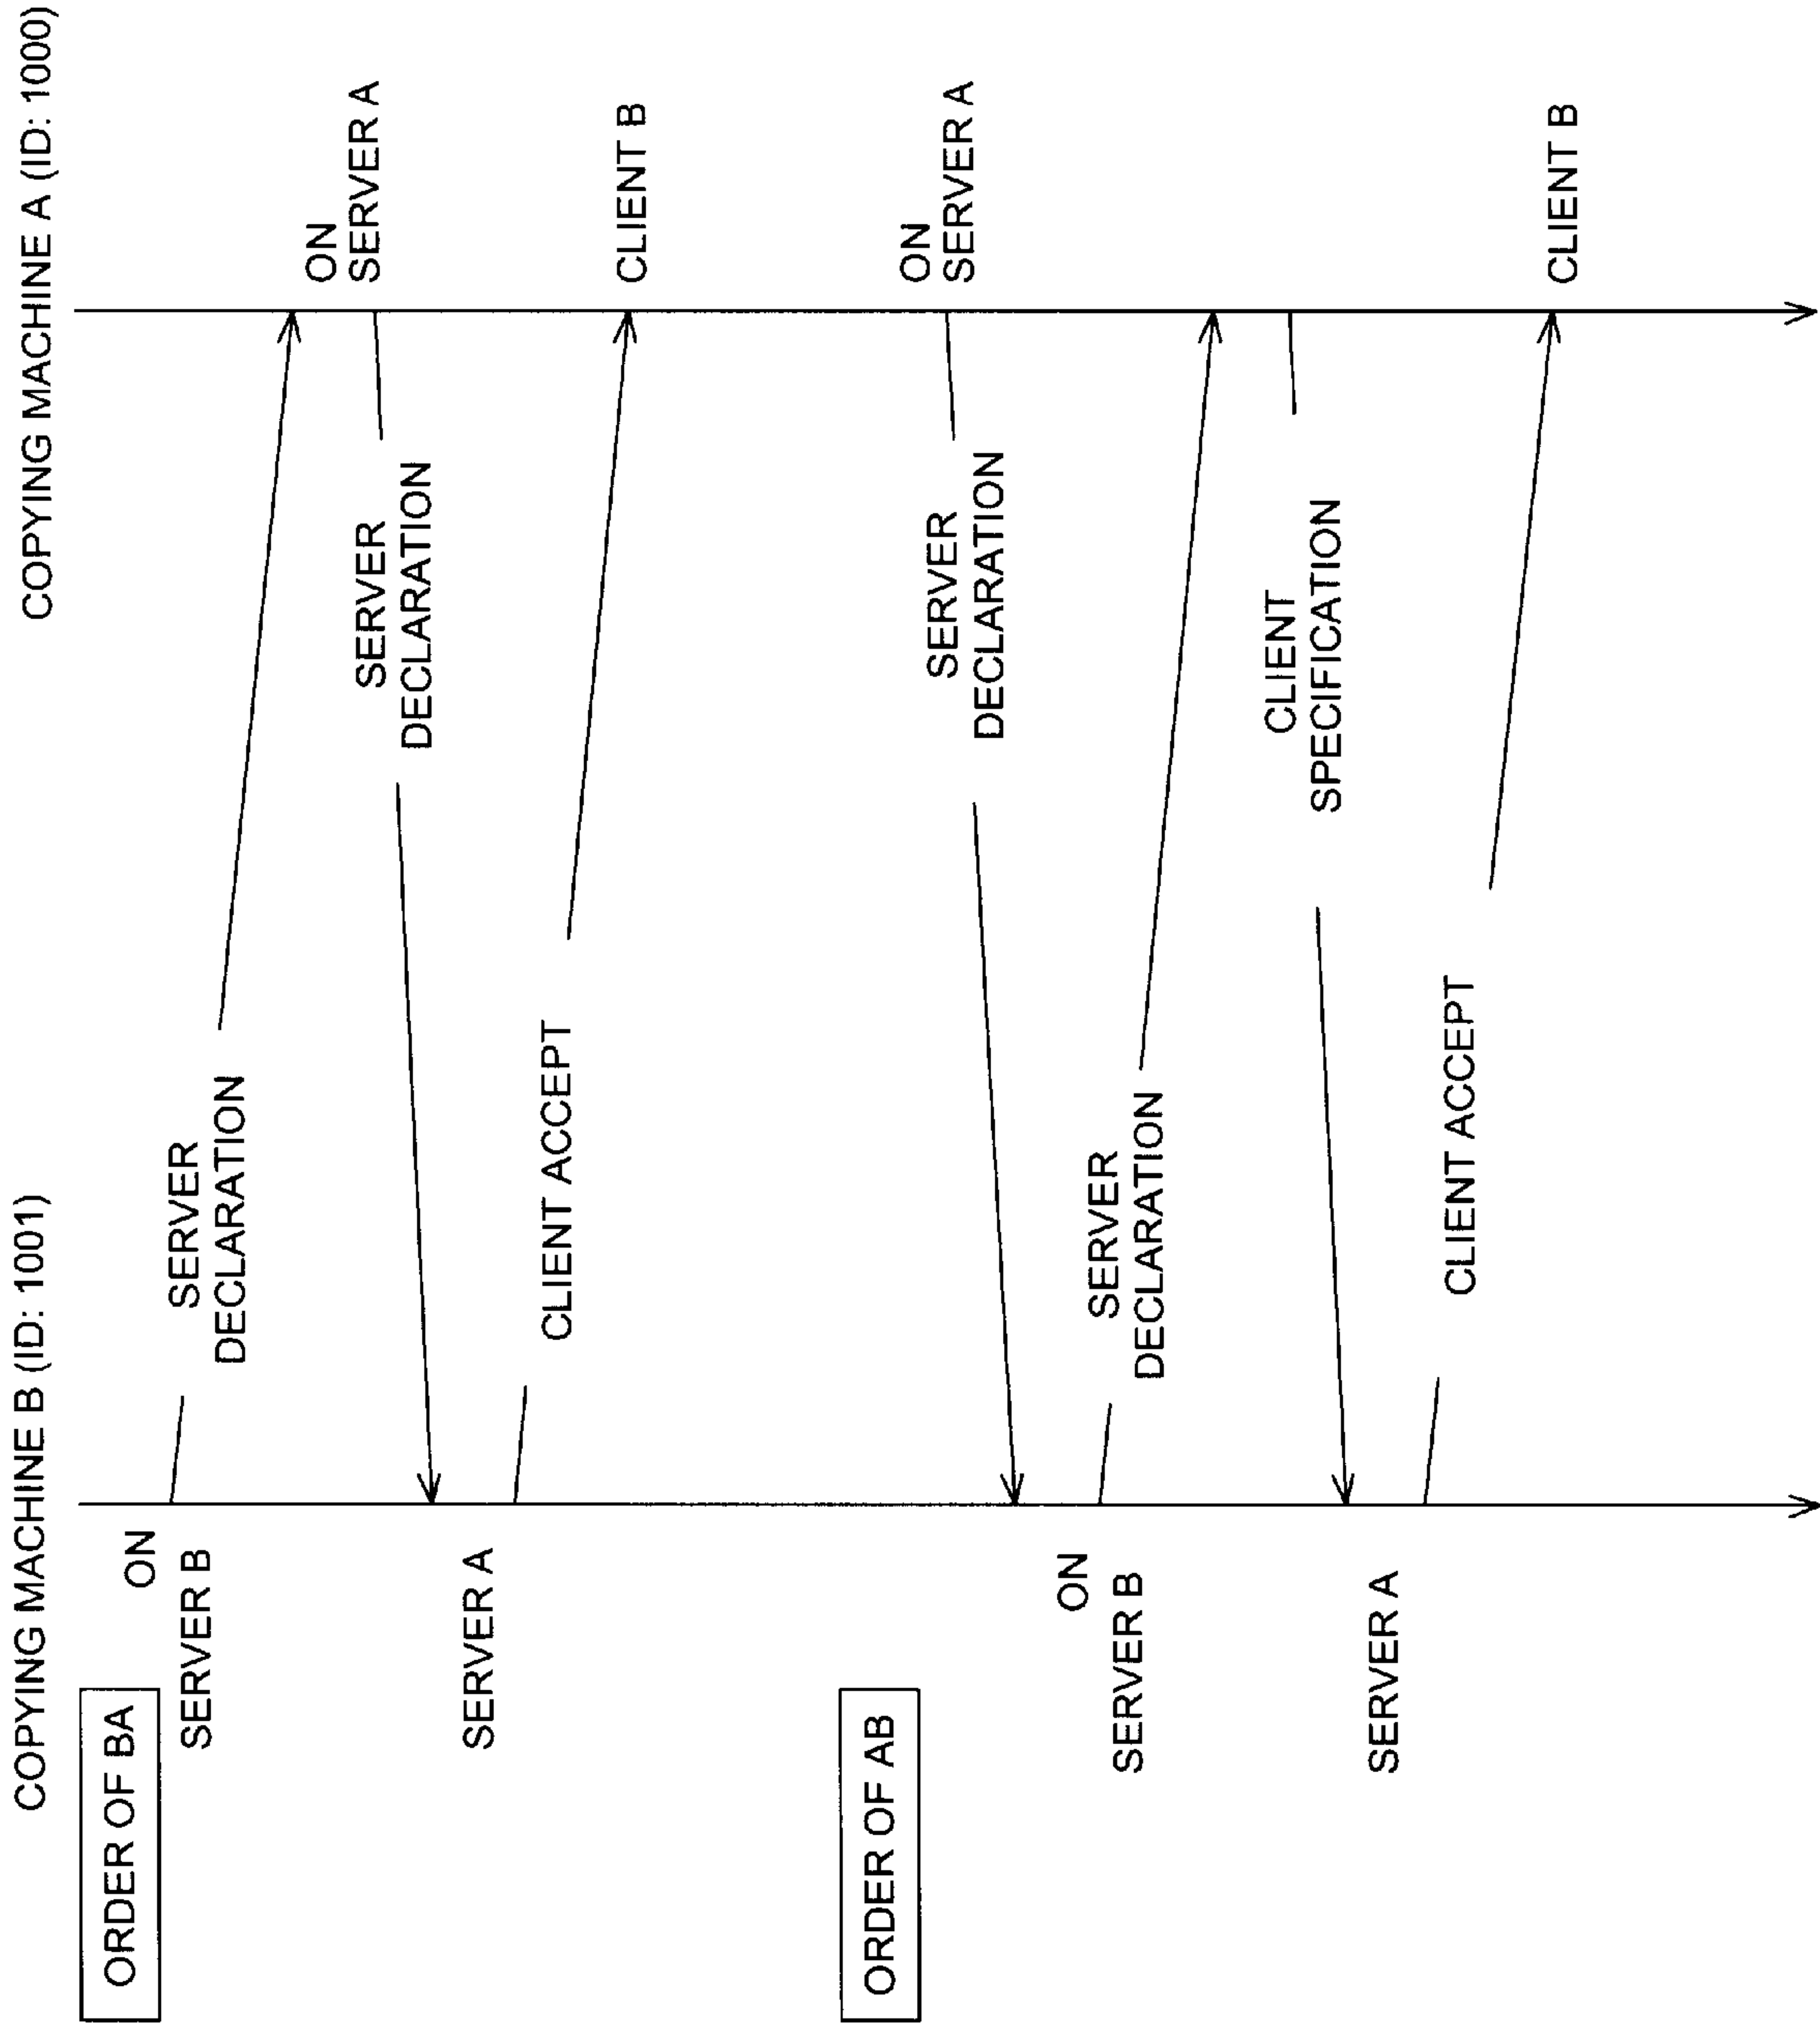 COPYING MACHINE B (ID: 1001)
COPYING MACHINE A (ID: 1000)
ORDER OF BA
ON
SERVER B
SERVER
DECLARATION
ON
SERVER A
SERVER
DECLARATION
SERVER A
CLIENT ACCEPT
CLIENT B
ORDER OF AB
ON
SERVER A
SERVER
DECLARATION
ON
SERVER B
SERVER
DECLARATION
CLIENT
SPECIFICATION
SERVER A
CLIENT ACCEPT
CLIENT B